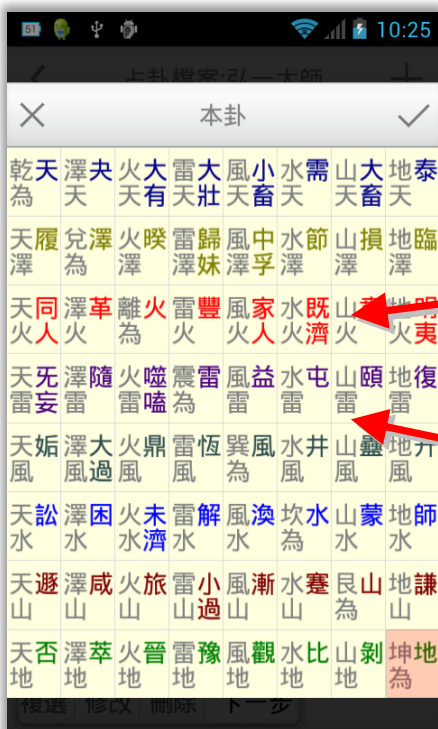 51 10:25
占卦檔案:弘一大師
本卦
乾為天 澤天夬 火天大有 雷天大壯 風天小畜 水天需 山天大畜 地天泰
天澤履 兌為澤 火澤睽 雷澤歸妹 風澤中孚 水澤節 山澤損 地澤臨
天火同人 澤火革 離為火 雷火豐 風火家人 水火既濟 山火 地火明夷
天雷无妄 澤雷隨 火雷噬嗑 震為雷 風雷益 水雷屯 山雷頤 地雷復
天風姤 澤風大過 火風鼎 雷風恆 巽為風 水風井 山風蠱 地風升
天水訟 澤水困 火水未濟 雷水解 風水渙 坎為水 山水蒙 地水師
天山遯 澤山咸 火山旅 雷山小過 風山漸 水山蹇 艮為山 地山謙
天地否 澤地萃 火地晉 雷地豫 風地觀 水地比 山地剝 坤為地
複選 修改 刪除 下一步